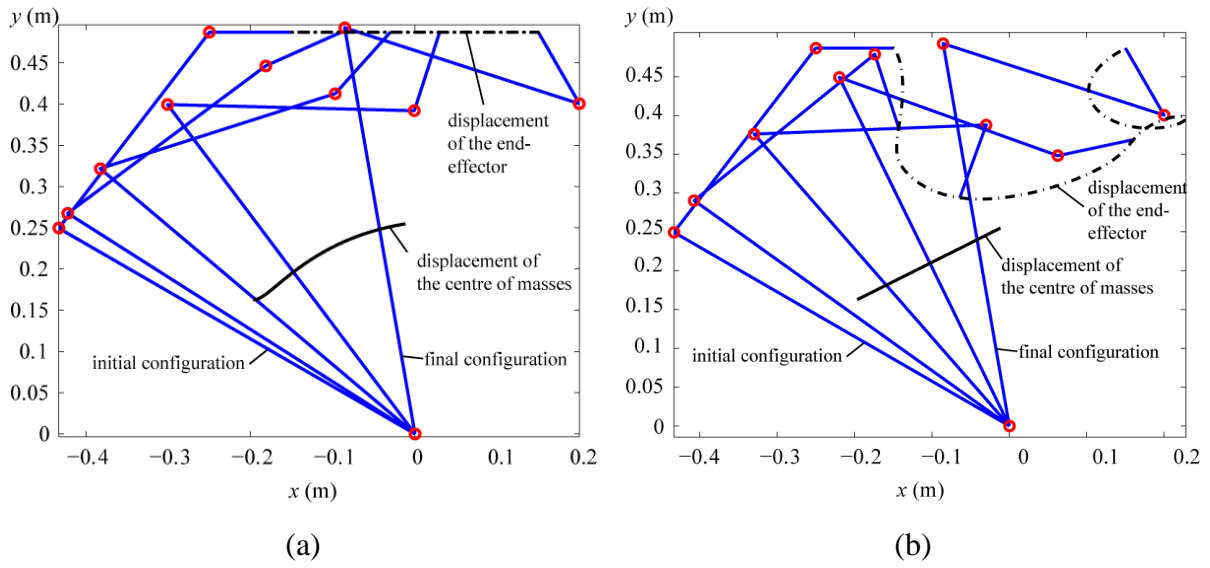 y (m)
0.45
0.4
0.35
0.3
0.25
0.2
0.15
0.1
0.05
0
−0.4
−0.2
−0.1
0
0.2
x (m)
displacement
of the end-
effector
displacement of
the centre of masses
initial configuration
final configuration
(a)
y (m)
0.45
0.4
0.35
0.3
0.25
0.2
0.15
0.1
0.05
0
−0.4
−0.3
−0.2
−0.1
0
0.1
0.2
x (m)
displacement
of the end-
effector
displacement of
the centre of masses
initial configuration
final configuration
(b)